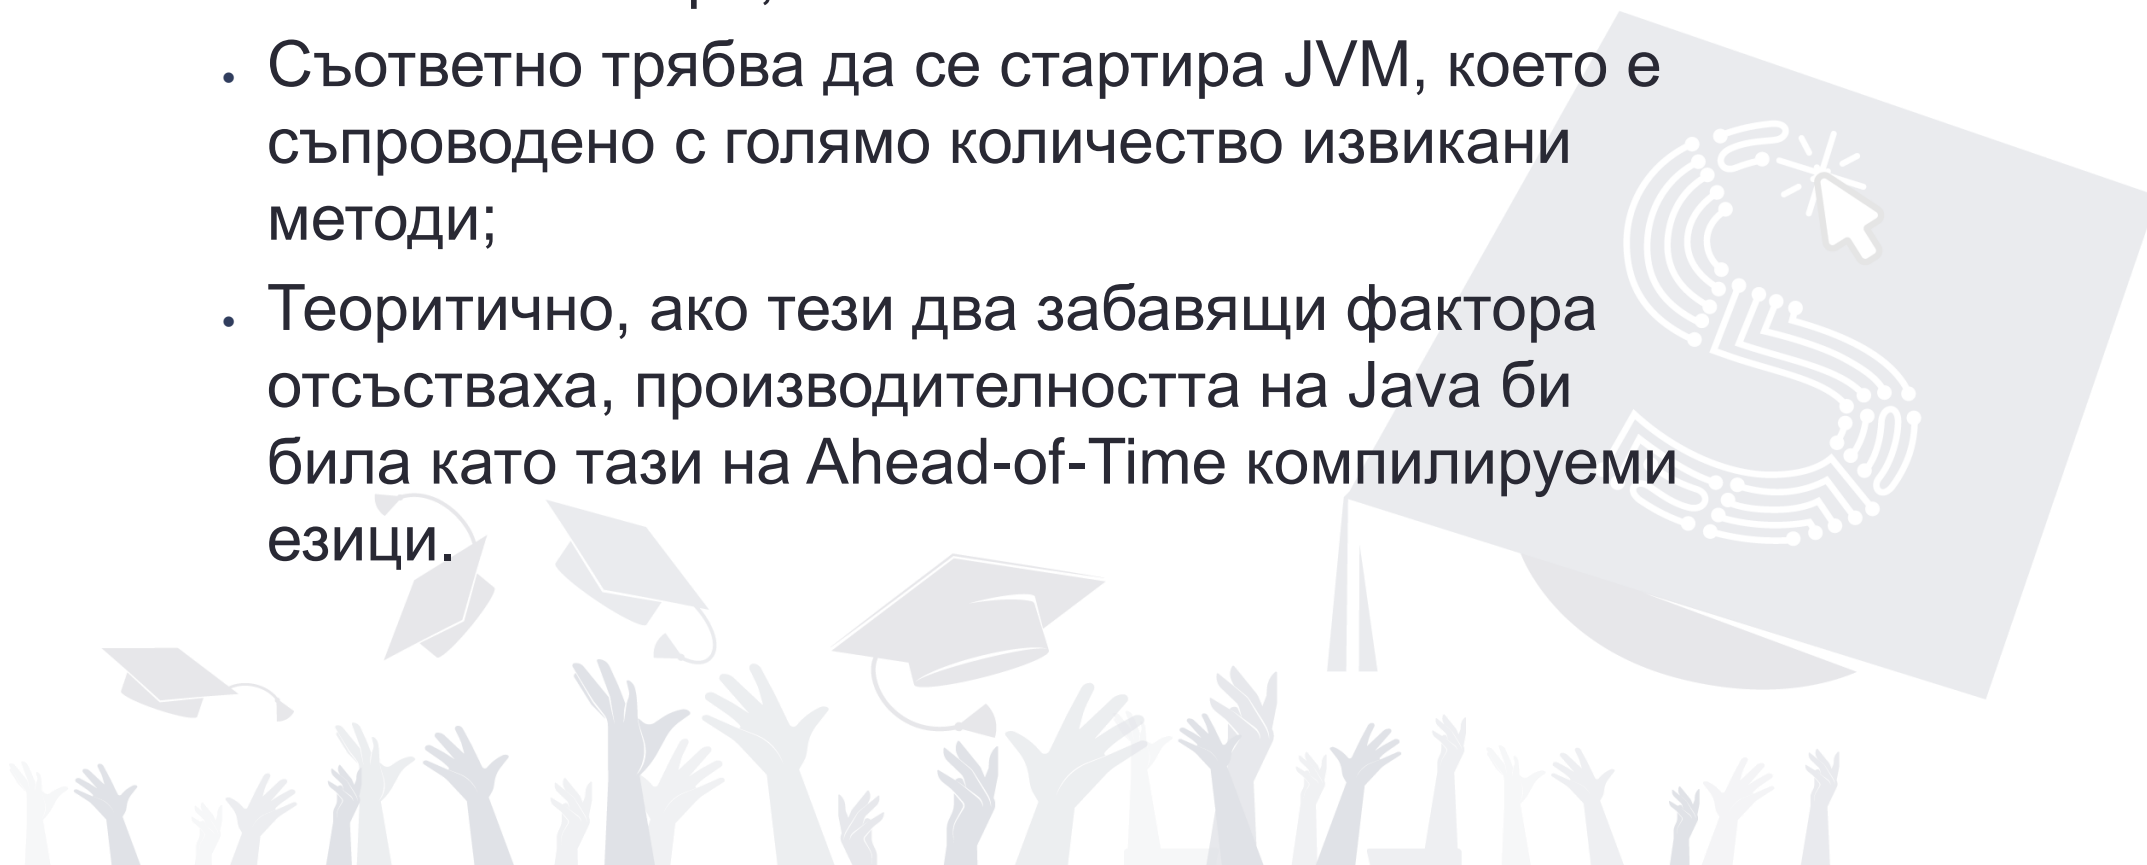 • Съответно трябва да се стартира JVM, което е
съпроводено с голямо количество извикани
методи;
• Теоритично, ако тези два забавящи фактора
отсъстваха, производителността на Java би
била като тази на Ahead-of-Time компилируеми
езици.